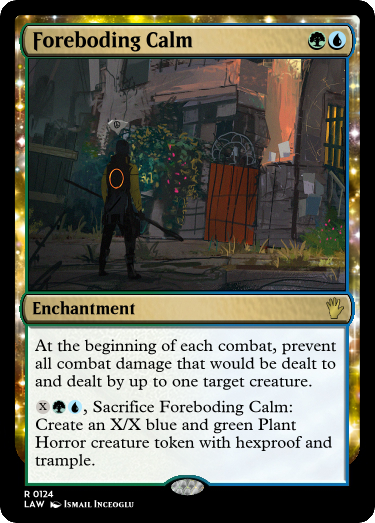 Foreboding Calm
Enchantment
At the beginning of each combat, prevent
all combat damage that would be dealt to
and dealt by up to one target creature.
X, Sacrifice Foreboding Calm:
Create an X/X blue and green Plant
Horror creature token with hexproof and
trample.
R 0124
LAW Ismail Inceoglu